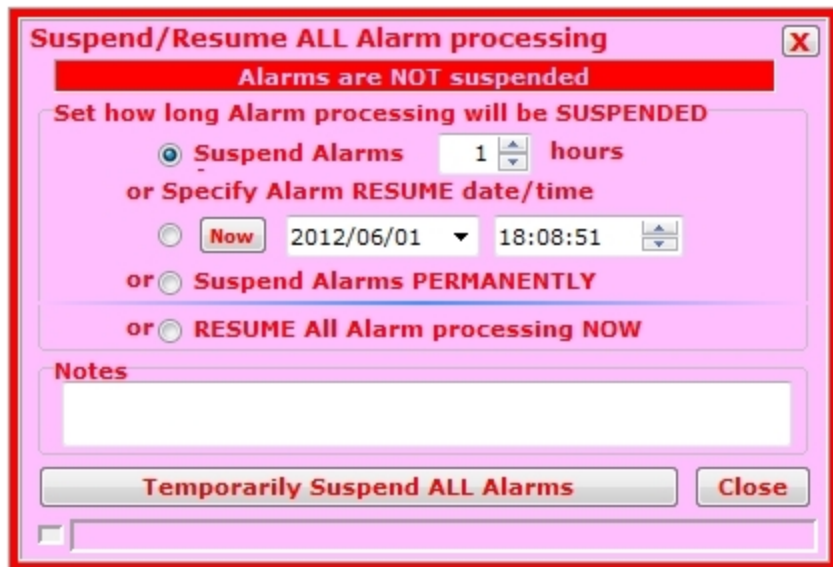 Suspend/Resume ALL Alarm processing
X
Alarms are NOT suspended
Set how long Alarm processing will be SUSPENDED
Suspend Alarms 1 hours
or Specify Alarm RESUME date/time
Now 2012/06/01 18:08:51
or Suspend Alarms PERMANENTLY
or RESUME All Alarm processing NOW
Notes
Temporarily Suspend ALL Alarms Close